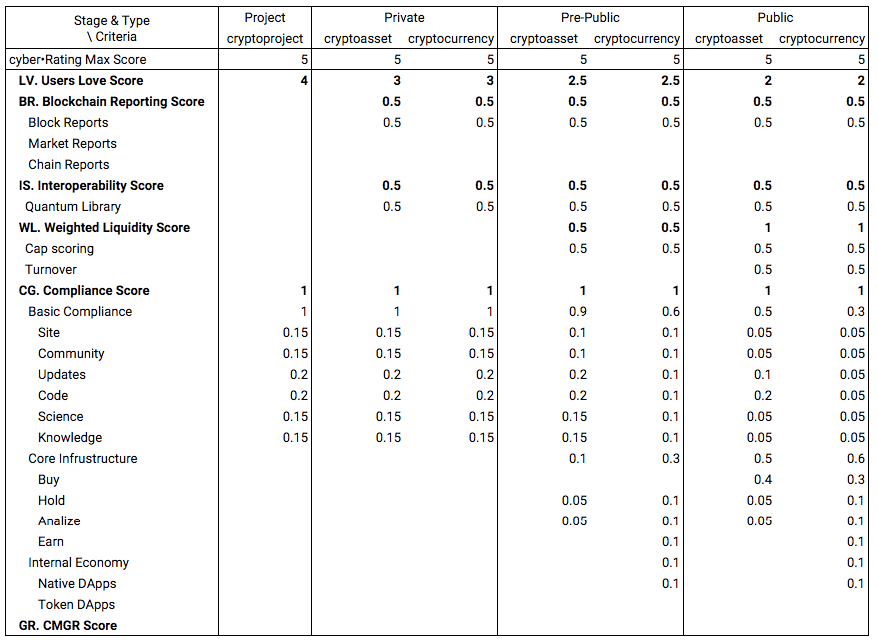 Stage & Type Project Private Pre-Public Public
\ Criteria cryptoproject cryptoasset cryptocurrency cryptoasset cryptocurrency cryptoasset cryptocurrency
cyber•Rating Max Score 5 5 5 5 5 5 5
LV. Users Love Score 4 3 3 2.5 2.5 2 2
BR. Blockchain Reporting Score 0.5 0.5 0.5 0.5 0.5 0.5
Block Reports 0.5 0.5 0.5 0.5 0.5 0.5
Market Reports
Chain Reports
IS. Interoperability Score 0.5 0.5 0.5 0.5 0.5 0.5
Quantum Library 0.5 0.5 0.5 0.5 0.5 0.5
WL. Weighted Liquidity Score 0.5 0.5 1 1
Cap scoring 0.5 0.5 0.5 0.5
Turnover 0.5 0.5
CG. Compliance Score 1 1 1 1 1 1 1
Basic Compliance 1 1 1 0.9 0.6 0.5 0.3
Site 0.15 0.15 0.15 0.1 0.1 0.05 0.05
Community 0.15 0.15 0.15 0.1 0.1 0.05 0.05
Updates 0.2 0.2 0.2 0.2 0.1 0.1 0.05
Code 0.2 0.2 0.2 0.2 0.1 0.2 0.05
Science 0.15 0.15 0.15 0.15 0.1 0.05 0.05
Knowledge 0.15 0.15 0.15 0.15 0.1 0.05 0.05
Core Infrustructure 0.1 0.3 0.5 0.6
Buy 0.4 0.3
Hold 0.05 0.1 0.05 0.1
Analize 0.05 0.1 0.05 0.1
Earn 0.1 0.1
Internal Economy 0.1 0.1
Native DApps 0.1 0.1
Token DApps
GR. CMGR Score